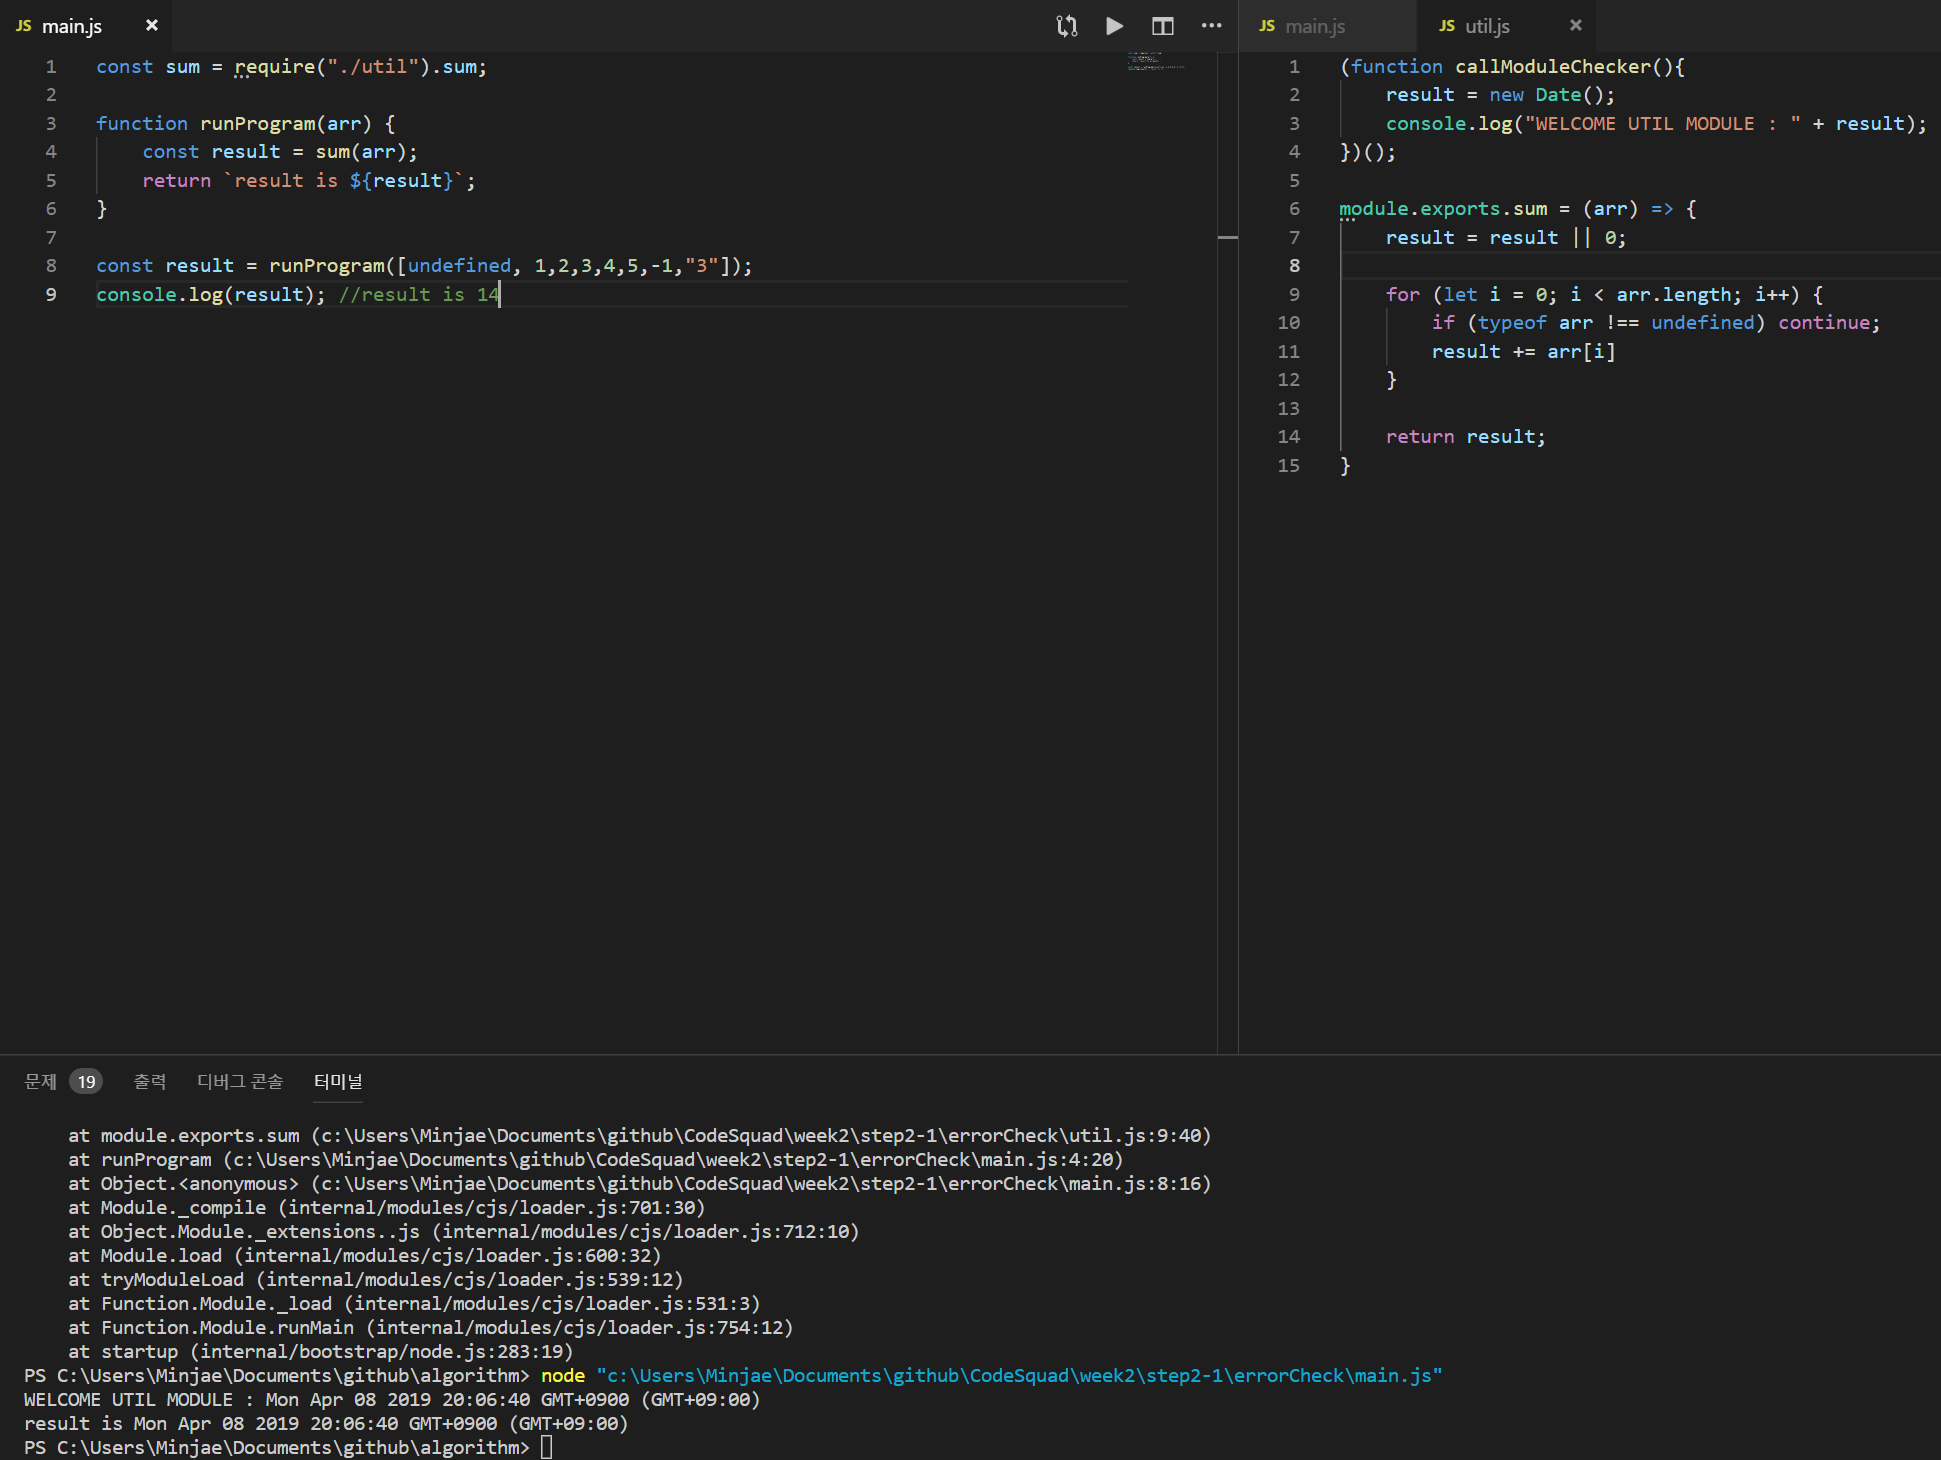 JS main.js ×
1 const sum = require("./util").sum;
2
3 function runProgram(arr) {
4     const result = sum(arr);
5     return `result is ${result}`;
6 }
7
8 const result = runProgram([undefined, 1,2,3,4,5,-1,"3"]);
9 console.log(result); //result is 14
JS main.js JS util.js ×
1 (function callModuleChecker(){
2     result = new Date();
3     console.log("WELCOME UTIL MODULE : " + result);
4 })();
5
6 module.exports.sum = (arr) => {
7     result = result || 0;
8
9     for (let i = 0; i < arr.length; i++) {
10         if (typeof arr !== undefined) continue;
11         result += arr[i]
12     }
13
14     return result;
15 }
문제 19 출력 디버그 콘솔 터미널
    at module.exports.sum (c:\Users\Minjae\Documents\github\CodeSquad\week2\step2-1\errorCheck\util.js:9:40)
    at runProgram (c:\Users\Minjae\Documents\github\CodeSquad\week2\step2-1\errorCheck\main.js:4:20)
    at Object.<anonymous> (c:\Users\Minjae\Documents\github\CodeSquad\week2\step2-1\errorCheck\main.js:8:16)
    at Module._compile (internal/modules/cjs/loader.js:701:30)
    at Object.Module._extensions..js (internal/modules/cjs/loader.js:712:10)
    at Module.load (internal/modules/cjs/loader.js:600:32)
    at tryModuleLoad (internal/modules/cjs/loader.js:539:12)
    at Function.Module._load (internal/modules/cjs/loader.js:531:3)
    at Function.Module.runMain (internal/modules/cjs/loader.js:754:12)
    at startup (internal/bootstrap/node.js:283:19)
PS C:\Users\Minjae\Documents\github\algorithm> node "c:\Users\Minjae\Documents\github\CodeSquad\week2\step2-1\errorCheck\main.js"
WELCOME UTIL MODULE : Mon Apr 08 2019 20:06:40 GMT+0900 (GMT+09:00)
result is Mon Apr 08 2019 20:06:40 GMT+0900 (GMT+09:00)
PS C:\Users\Minjae\Documents\github\algorithm>